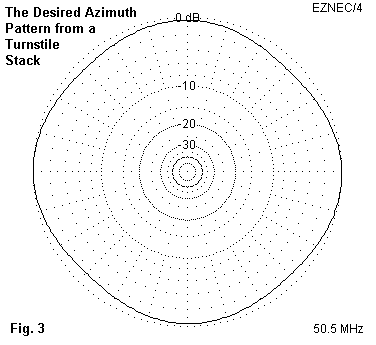 The Desired Azimuth
Pattern from a
Turnstile
Stack
0 dB
EZNEC/4
-10
-20
-30
Fig. 3
50.5 MHz